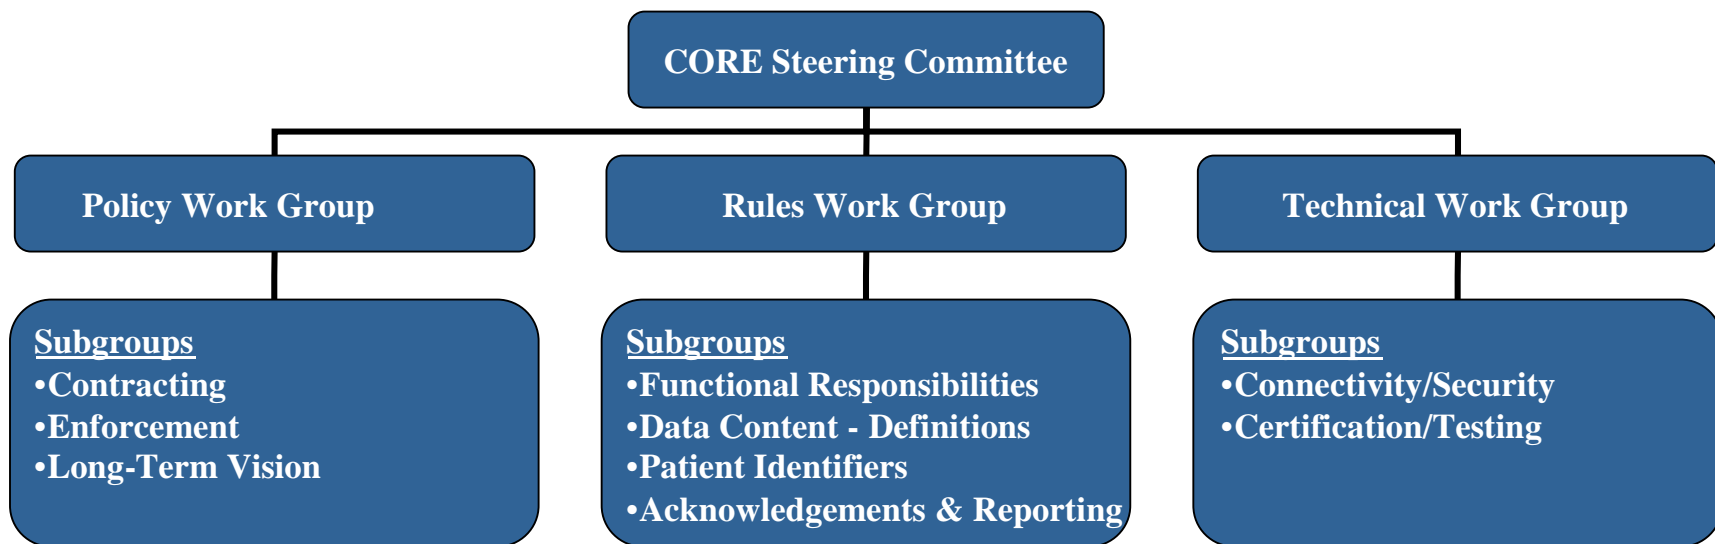 CORE Steering Committee
Policy Work Group
Rules Work Group
Technical Work Group
Subgroups
•Contracting
•Enforcement
•Long-Term Vision
Subgroups
•Functional Responsibilities
•Data Content - Definitions
•Patient Identifiers
•Acknowledgements & Reporting
Subgroups
•Connectivity/Security
•Certification/Testing